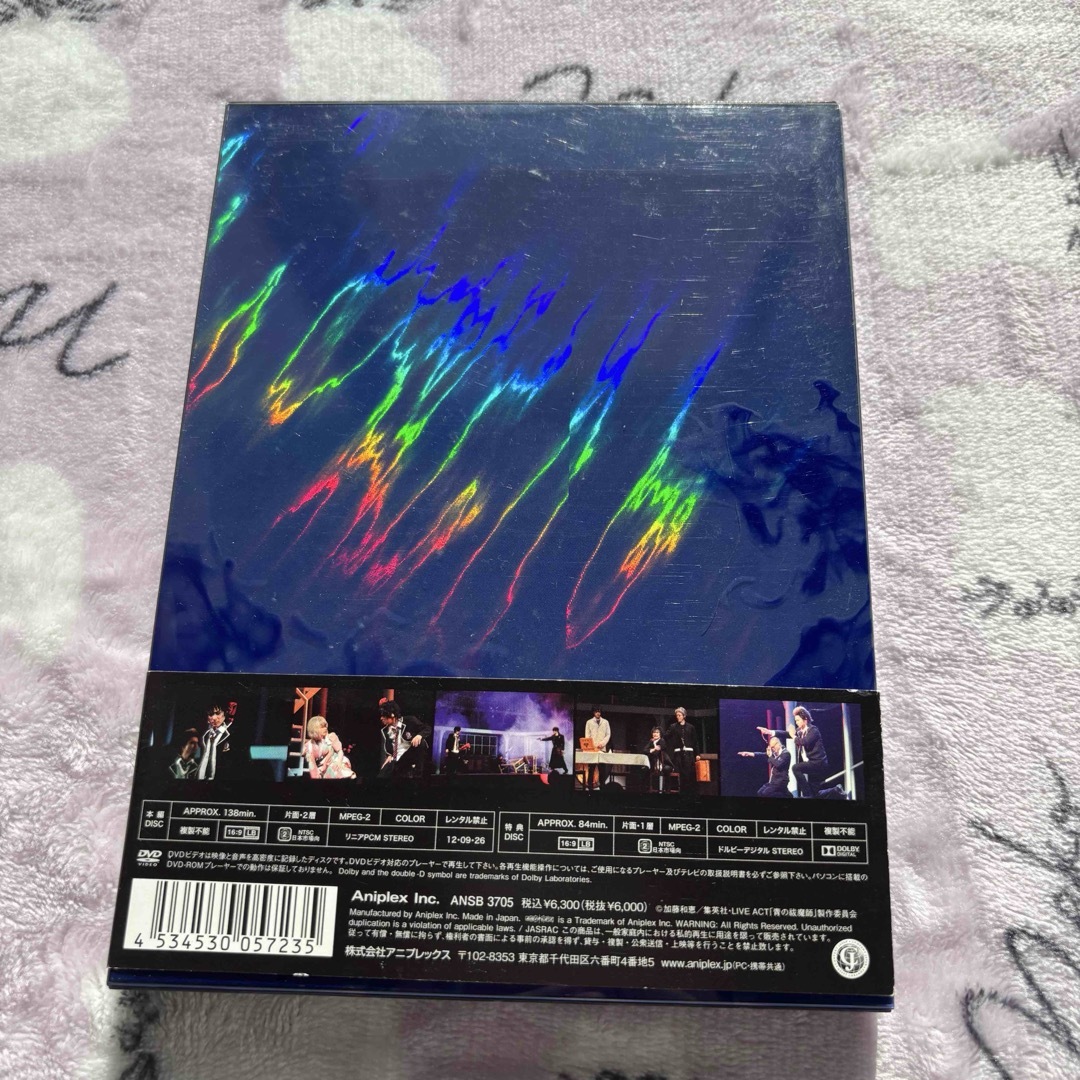 本編
DISC
APPROX. 138min.
片面・2層
MPEG-2
COLOR
レンタル禁止
複製不能
16:9 LB
2 NTSC
日本市場向
リニアPCM STEREO
12・09・26
特典
DISC
APPROX. 84min.
片面・1層
MPEG-2
COLOR
レンタル禁止
複製不能
16:9 LB
2 NTSC
日本市場向
ドルビーデジタル STEREO
DOLBY
DIGITAL
DVD
VIDEO
DVDビデオは映像と音声を高密度に記録したディスクです。DVDビデオ対応のプレーヤーで再生して下さい。各再生機能操作については、ご使用になるプレーヤー及びテレビの取扱説明書を必ずご参照下さい。パソコンに搭載の
DVD-ROMプレーヤーでの動作は保証しておりません。 Dolby and the double-D symbol are trademarks of Dolby Laboratories.
4 534530 057235
Aniplex Inc. ANSB 3705 税込¥6,300(税抜¥6,000) ©加藤和恵／集英社・LIVE ACT「青の祓魔師」製作委員会
Manufactured by Aniplex Inc. Made in Japan. is a Trademark of Aniplex Inc. WARNING: All Rights Reserved. Unauthorized
duplication is a violation of applicable laws. / JASRAC この商品は、一般家庭内における私的再生に用途を限って販売されています。
従って有償・無償に拘らず、権利者の書面による事前の承諾を得ず、貸与・複製・公衆送信・上映等を行うことを禁止致します。
株式会社アニプレックス 〒102-8353 東京都千代田区六番町4番地5 www.aniplex.jp(PC・携帯共通)